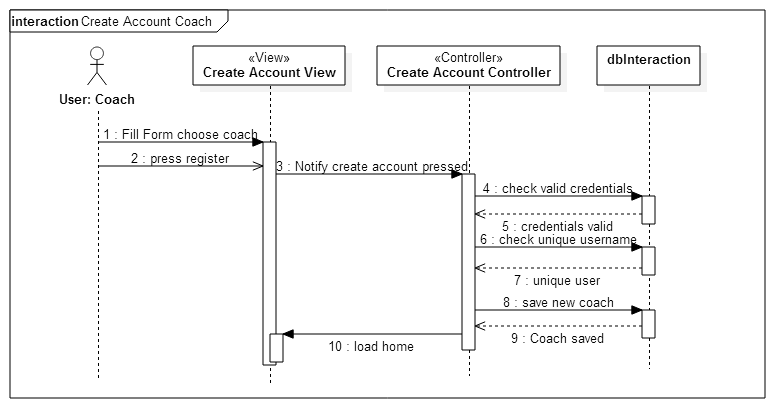 interaction Create Account Coach
«View»
Create Account View
«Controller»
Create Account Controller
dbInteraction
User: Coach
1 : Fill Form choose coach
2 : press register
3 : Notify create account pressed
4 : check valid credentials
5 : credentials valid
6 : check unique username
7 : unique user
8 : save new coach
9 : Coach saved
10 : load home